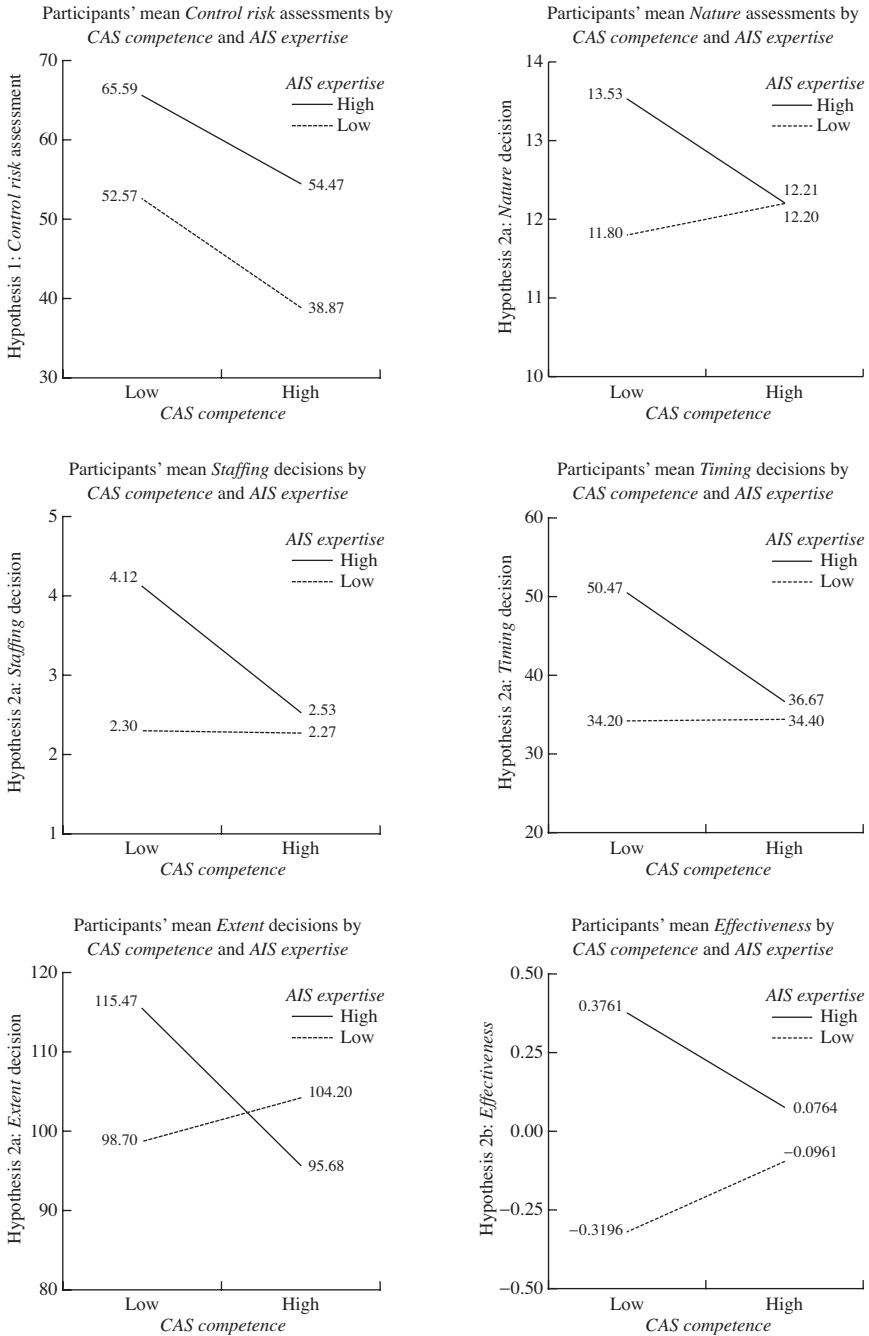 Participants’ mean Control risk assessments by
CAS competence and AIS expertise
Hypothesis 1: Control risk assessment
70
60
50
40
30
65.59
54.47
52.57
38.87
AIS expertise
High
Low
Low
High
CAS competence
Participants’ mean Nature assessments by
CAS competence and AIS expertise
Hypothesis 2a: Nature decision
14
13
12
11
10
13.53
12.21
12.20
11.80
AIS expertise
High
Low
Low
High
CAS competence
Participants’ mean Staffing decisions by
CAS competence and AIS expertise
Hypothesis 2a: Staffing decision
5
4
3
2
1
4.12
2.53
2.30
2.27
AIS expertise
High
Low
Low
High
CAS competence
Participants’ mean Timing decisions by
CAS competence and AIS expertise
Hypothesis 2a: Timing decision
60
50
40
30
20
50.47
36.67
34.20
34.40
AIS expertise
High
Low
Low
High
CAS competence
Participants’ mean Extent decisions by
CAS competence and AIS expertise
Hypothesis 2a: Extent decision
120
110
100
90
80
115.47
104.20
98.70
95.68
AIS expertise
High
Low
Low
High
CAS competence
Participants’ mean Effectiveness by
CAS competence and AIS expertise
Hypothesis 2b: Effectiveness
0.50
0.25
0.00
−0.25
−0.50
0.3761
0.0764
−0.0961
−0.3196
AIS expertise
High
Low
Low
High
CAS competence